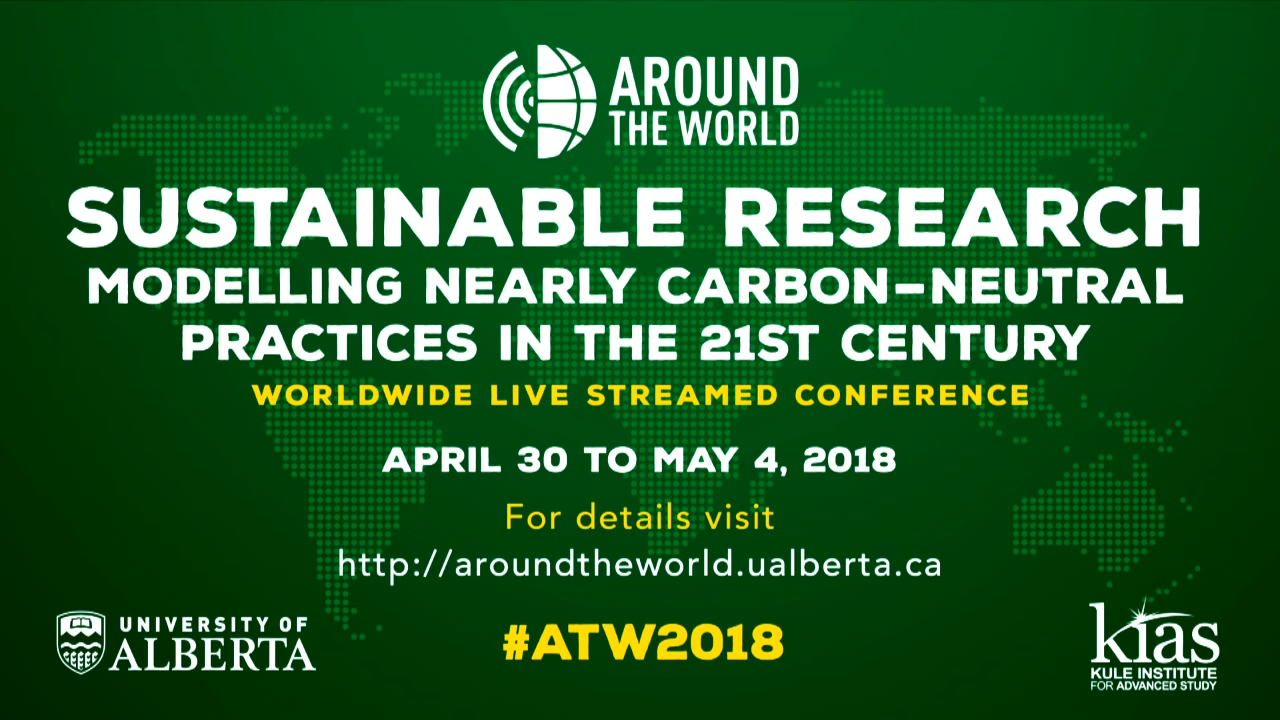 AROUND
THE WORLD
SUSTAINABLE RESEARCH
MODELLING NEARLY CARBON-NEUTRAL
PRACTICES IN THE 21ST CENTURY
WORLDWIDE LIVE STREAMED CONFERENCE
APRIL 30 TO MAY 4, 2018
For details visit
http://aroundtheworld.ualberta.ca
#ATW2018
UNIVERSITY OF
ALBERTA
kias
KULE INSTITUTE
FOR ADVANCED STUDY